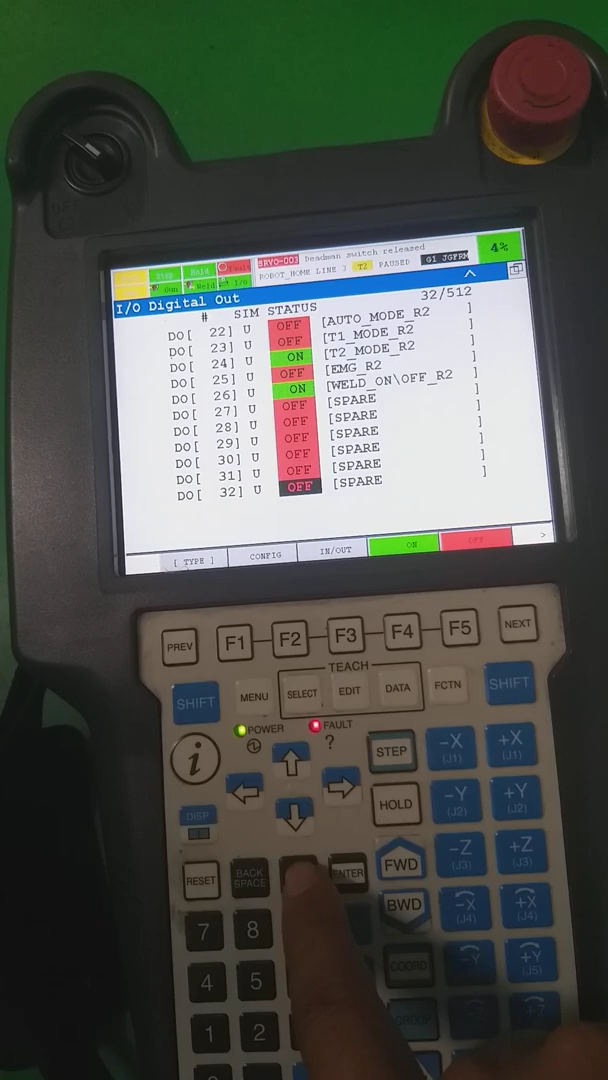 Step Hold Fault
Gun Weld I/O
SRVO-003 Deadman switch released
ROBOT_HOME LINE 3 T2 PAUSED G1 JGFRM
4%
I/O Digital Out
32/512
# SIM STATUS
DO[ 22] U OFF [AUTO_MODE_R2 ]
DO[ 23] U OFF [T1_MODE_R2 ]
DO[ 24] U ON [T2_MODE_R2 ]
DO[ 25] U OFF [EMG_R2 ]
DO[ 26] U ON [WELD_ON\OFF_R2 ]
DO[ 27] U OFF [SPARE ]
DO[ 28] U OFF [SPARE ]
DO[ 29] U OFF [SPARE ]
DO[ 30] U OFF [SPARE ]
DO[ 31] U OFF [SPARE ]
DO[ 32] U OFF [SPARE ]
[ TYPE ] CONFIG IN/OUT ON OFF >
PREV F1 F2 F3 F4 F5 NEXT
TEACH
SHIFT MENU SELECT EDIT DATA FCTN SHIFT
POWER FAULT
i ? STEP -X (J1) +X (J1)
HOLD -Y (J2) +Y (J2)
DISP
-Z (J3) +Z (J3)
RESET BACK SPACE ENTER FWD
BWD -X (J4) +X (J4)
7 8
COORD -Y +Y (J5)
4 5
GROUP
1 2